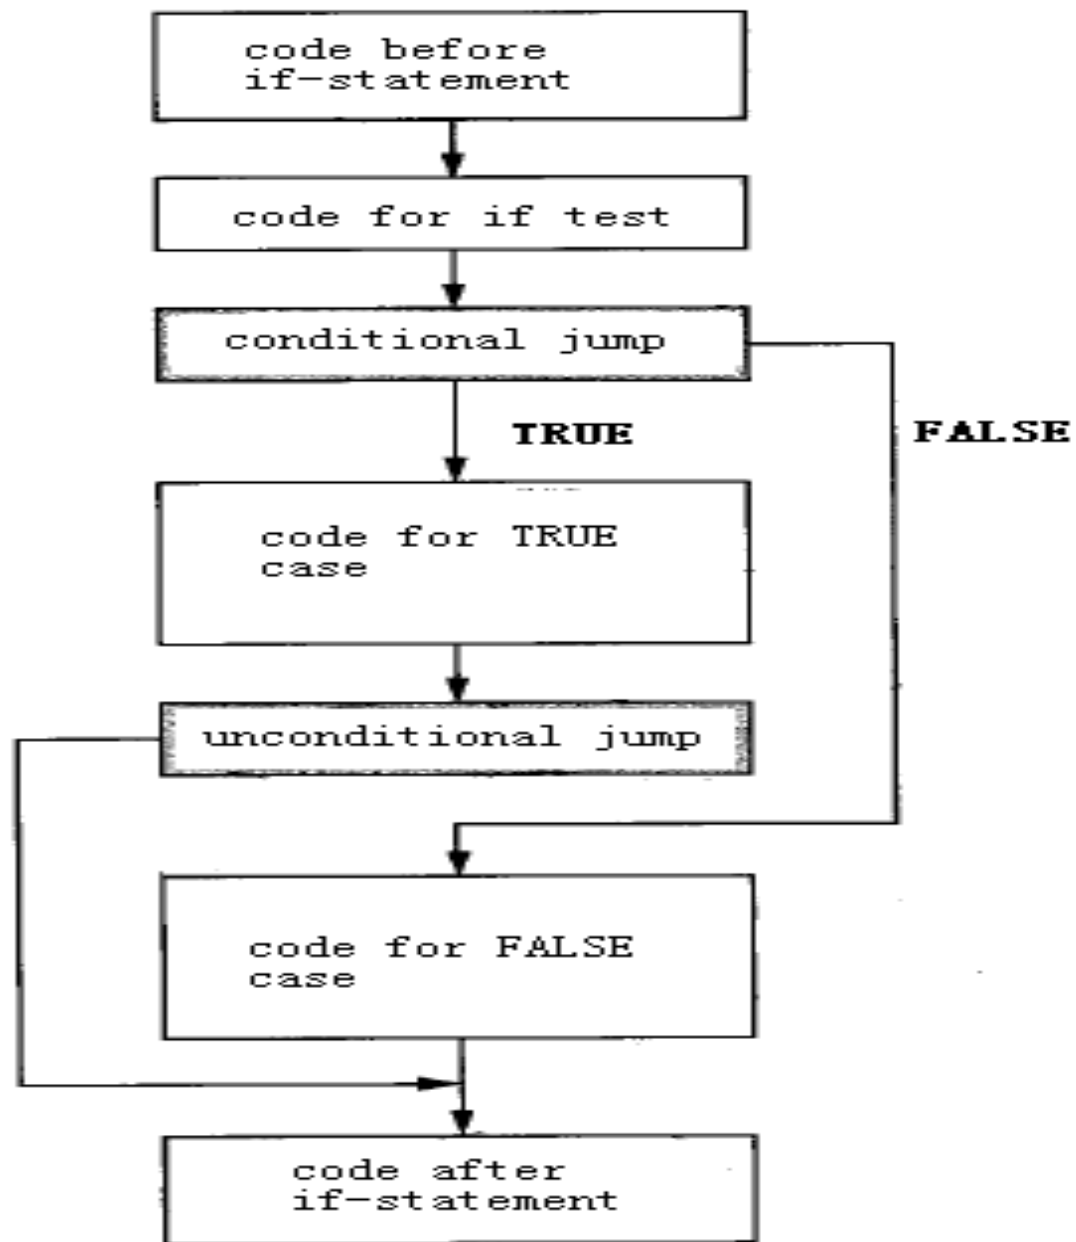 code before
if-statement
code for if test
conditional jump
TRUE
FALSE
code for TRUE
case
unconditional jump
code for FALSE
case
code after
if-statement